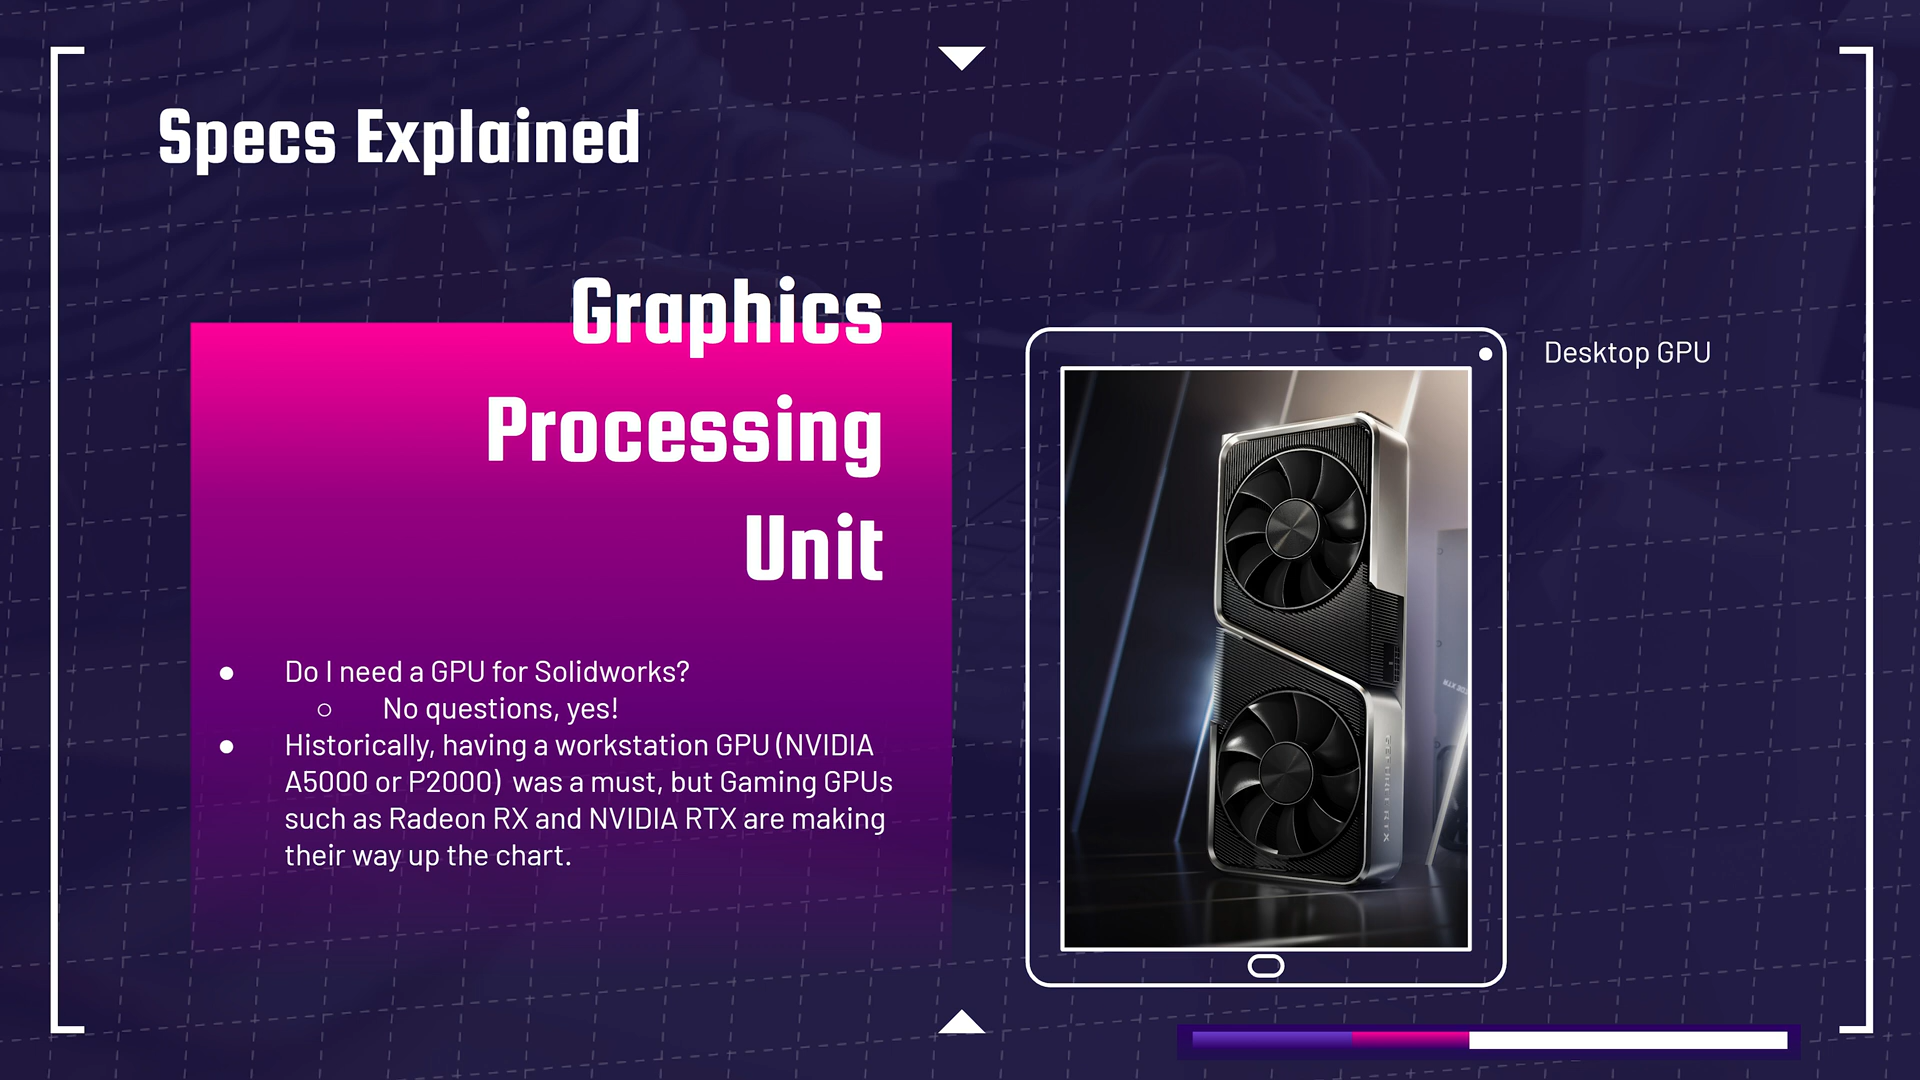 Specs Explained
Graphics
Processing
Unit
● Do I need a GPU for Solidworks?
○ No questions, yes!
● Historically, having a workstation GPU (NVIDIA
A5000 or P2000) was a must, but Gaming GPUs
such as Radeon RX and NVIDIA RTX are making
their way up the chart.
Desktop GPU
GEFORCE RTX